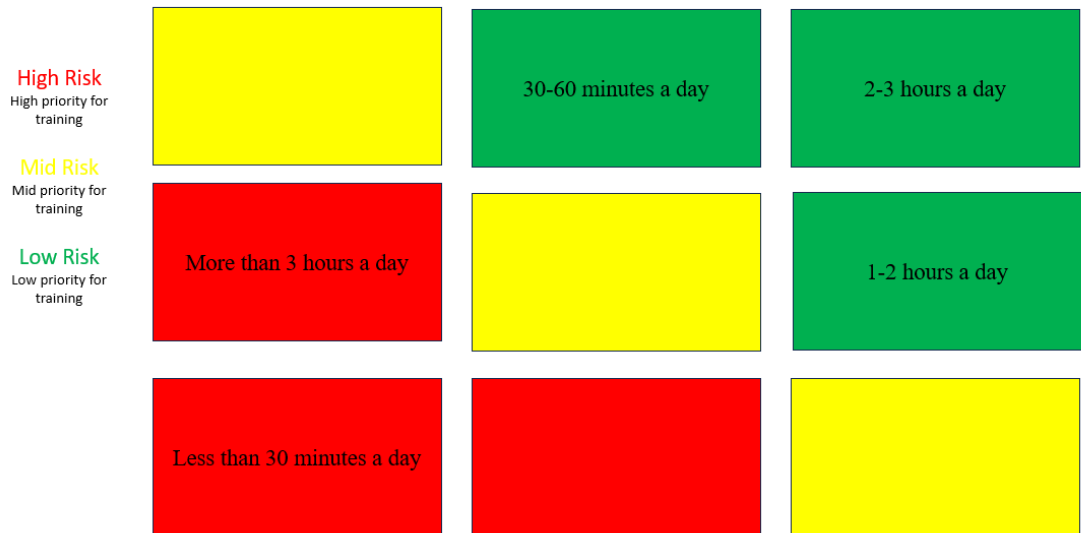 High Risk
High priority for
training
Mid Risk
Mid priority for
training
Low Risk
Low priority for
training
30-60 minutes a day
2-3 hours a day
More than 3 hours a day
1-2 hours a day
Less than 30 minutes a day